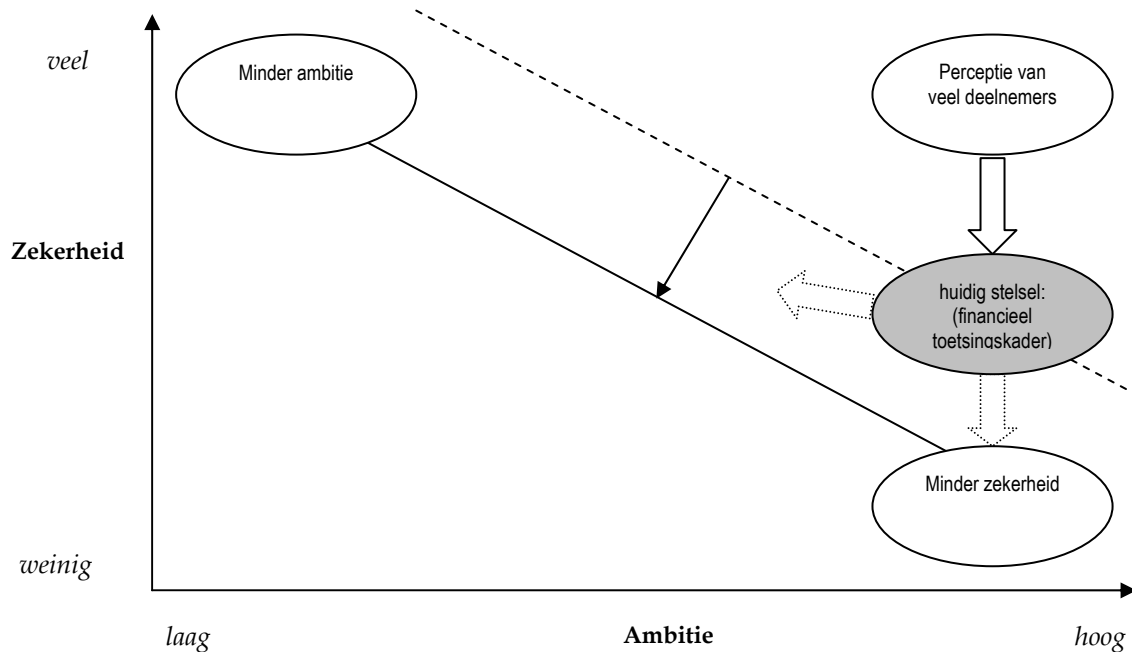 veel
Minder ambitie
Perceptie van
veel deelnemers
Zekerheid
huidig stelsel:
(financieel
toetsingskader)
Minder zekerheid
weinig
laag
Ambitie
hoog